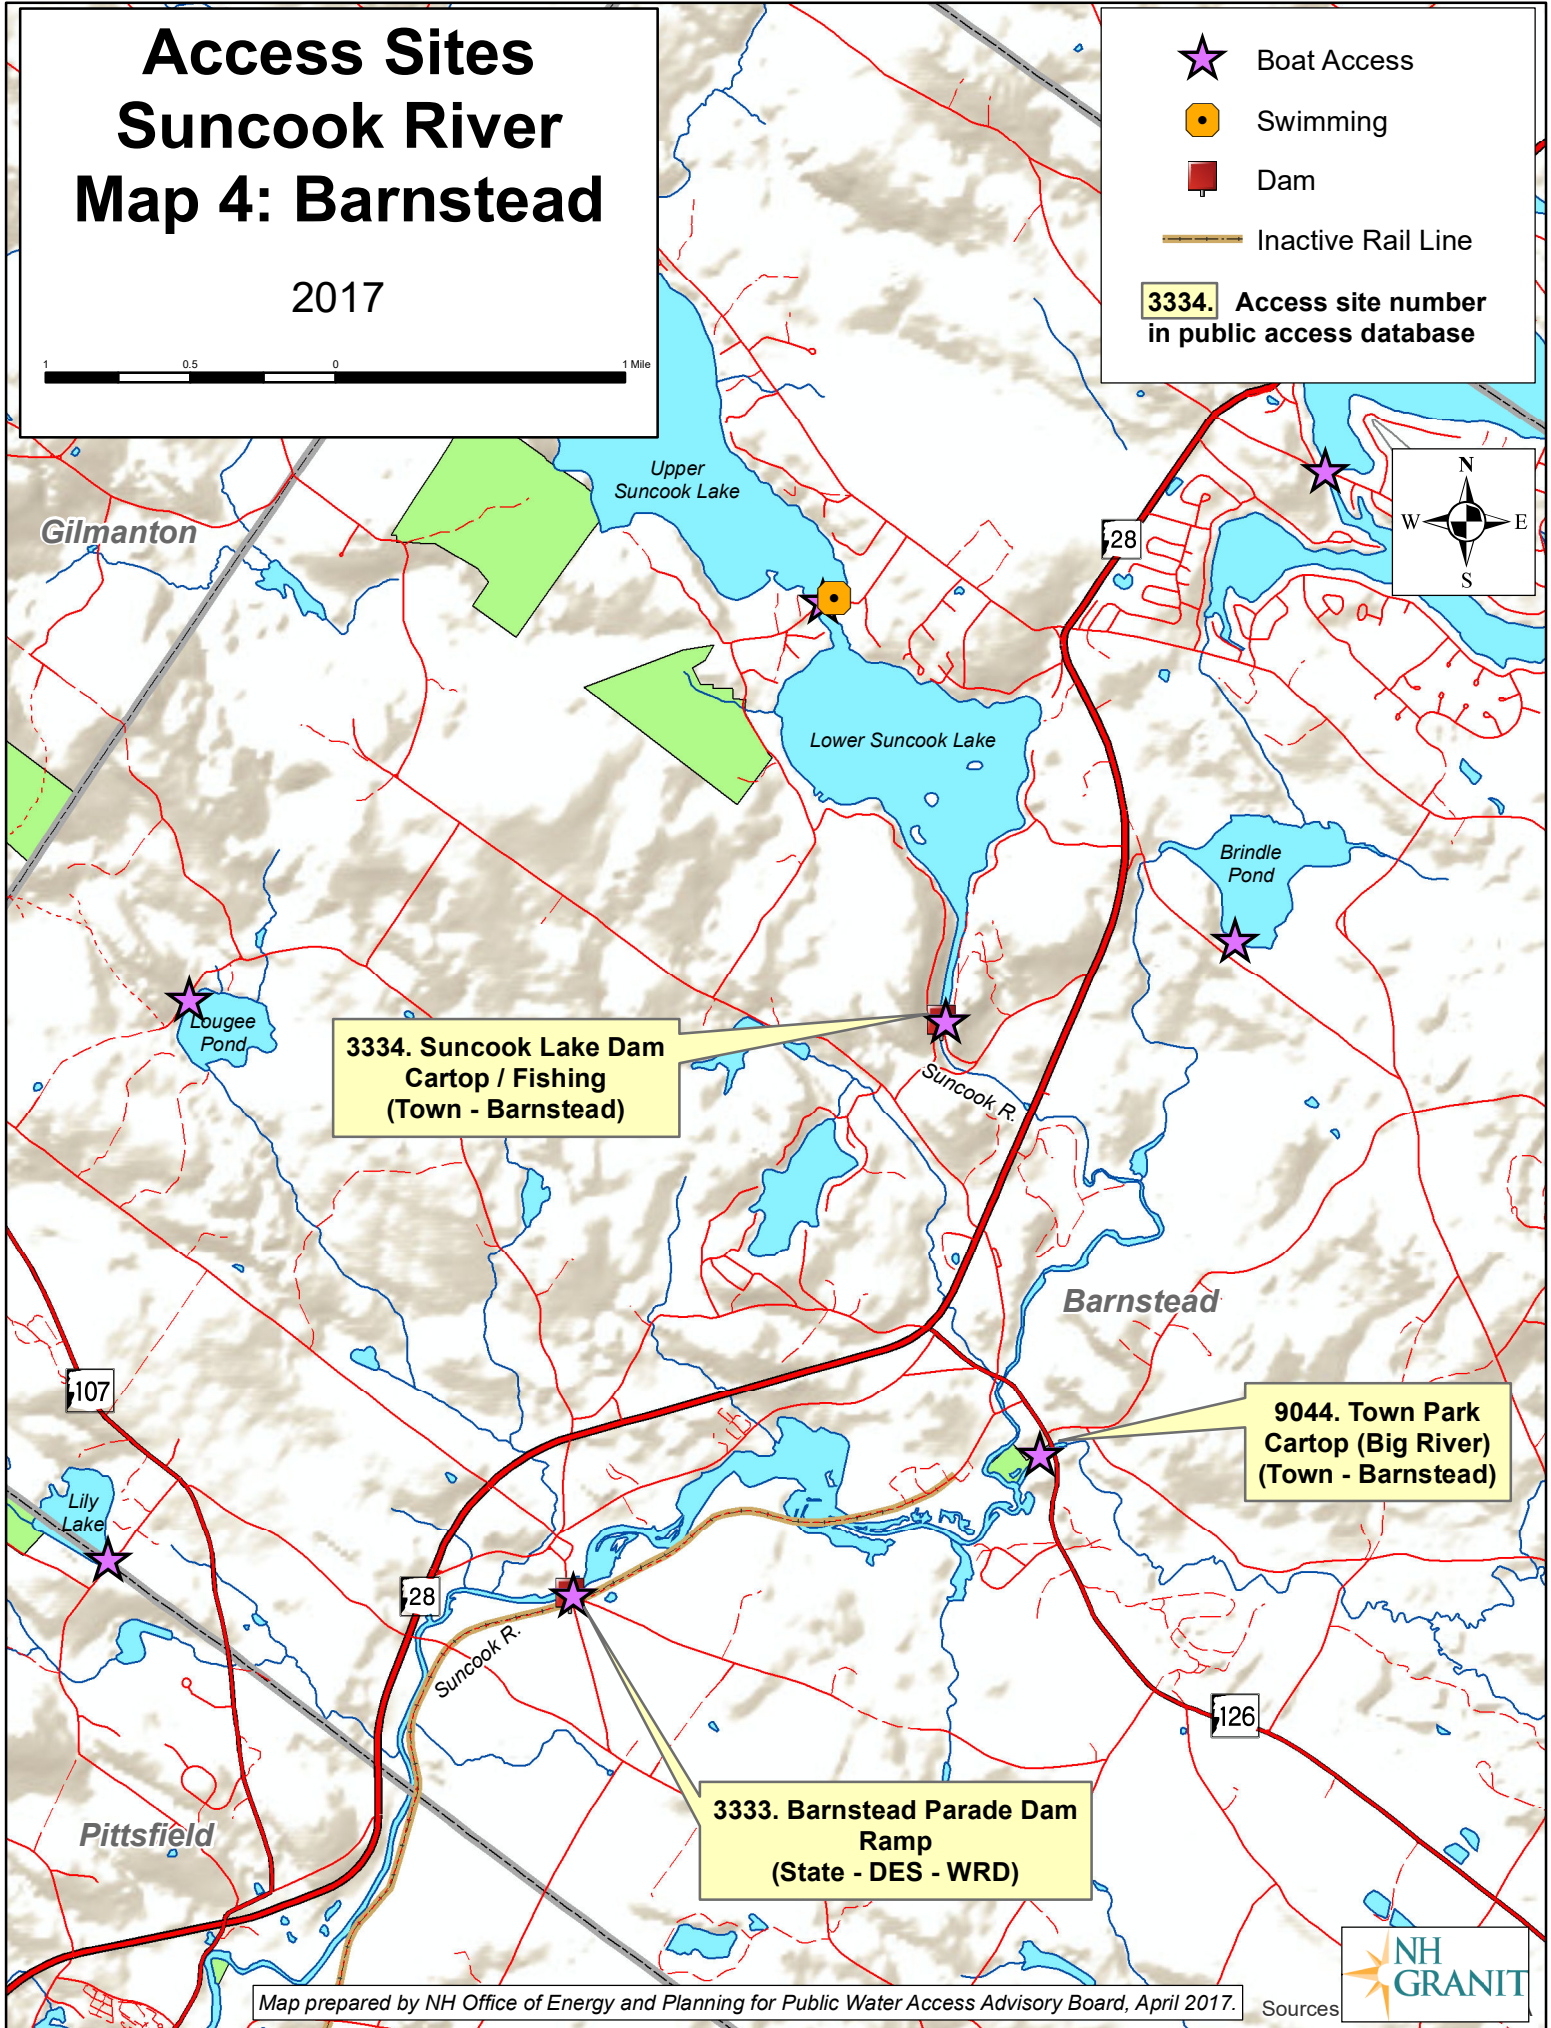 Access Sites
Suncook River
Map 4: Barnstead
2017
1 0.5 0 1 Mile
Boat Access
Swimming
Dam
Inactive Rail Line
3334. Access site number
in public access database
N
W E
S
Gilmanton
Upper
Suncook Lake
28
Lower Suncook Lake
Brindle
Pond
Lougee
Pond
3334. Suncook Lake Dam
Cartop / Fishing
(Town - Barnstead)
Suncook R.
Barnstead
107
9044. Town Park
Cartop (Big River)
(Town - Barnstead)
Lily
Lake
28
Suncook R.
126
3333. Barnstead Parade Dam
Ramp
(State - DES - WRD)
Pittsfield
NH
GRANIT
Map prepared by NH Office of Energy and Planning for Public Water Access Advisory Board, April 2017.
Sources